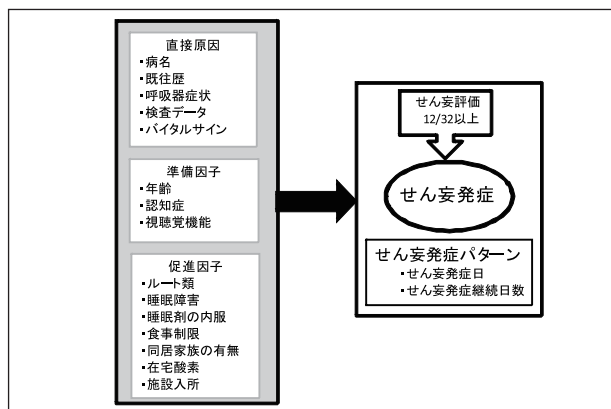 直接原因
・病名
・既往歴
・呼吸器症状
・検査データ
・バイタルサイン
準備因子
・年齢
・認知症
・視聴覚機能
促進因子
・ルート類
・睡眠障害
・睡眠剤の内服
・食事制限
・同居家族の有無
・在宅酸素
・施設入所
せん妄評価
12/32以上
せん妄発症
せん妄発症パターン
・せん妄発症日
・せん妄発症継続日数